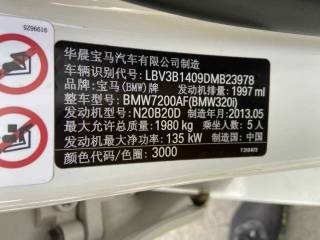 华晨宝马汽车有限公司制造
车辆识别代号: LBV3B1409DMB23978
品牌: 宝马(BMW)牌 发动机排量: 1997 ml
整车型号: BMW7200AF(BMW320i)
发动机型号: N20B20D 制造年月: 2013.05
最大允许总质量: 1980 kg 乘坐人数: 5人
发动机最大净功率: 135 kW 制造国: 中国
颜色代码/色圈: 3000